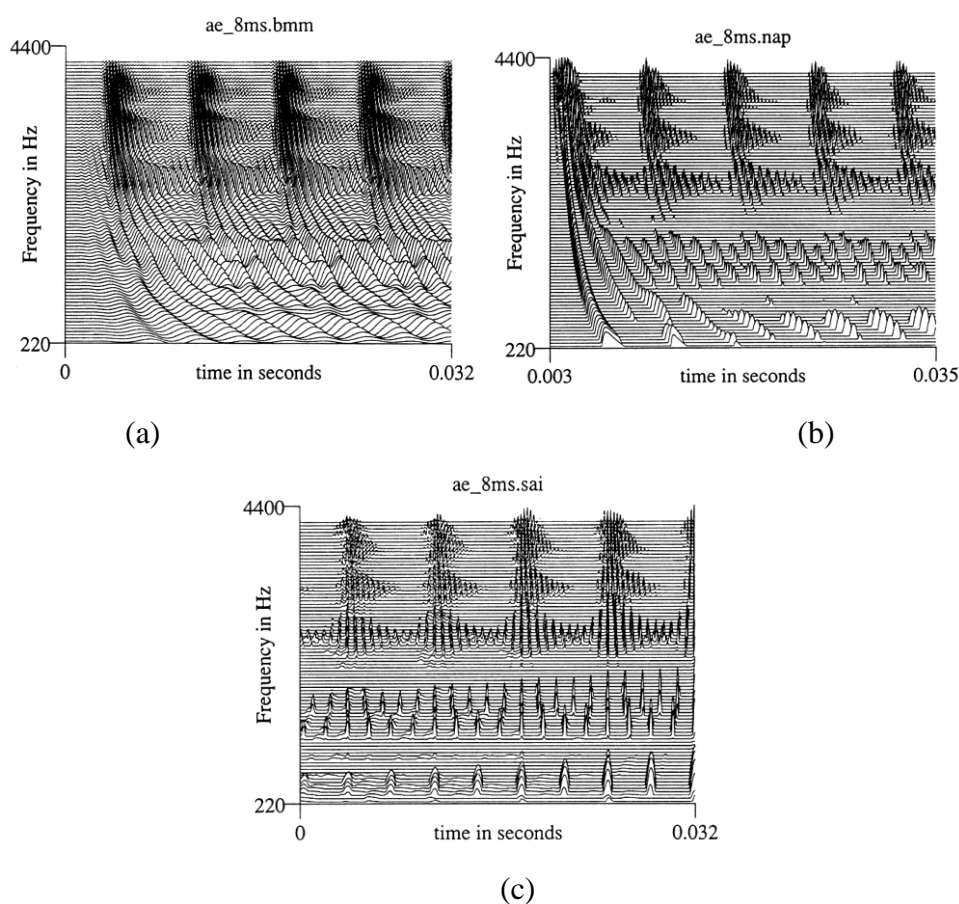 ae_8ms.bmm
4400
Frequency in Hz
220
0
time in seconds
0.032
(a)
ae_8ms.nap
4400
Frequency in Hz
220
0.003
time in seconds
0.035
(b)
ae_8ms.sai
4400
Frequency in Hz
220
0
time in seconds
0.032
(c)